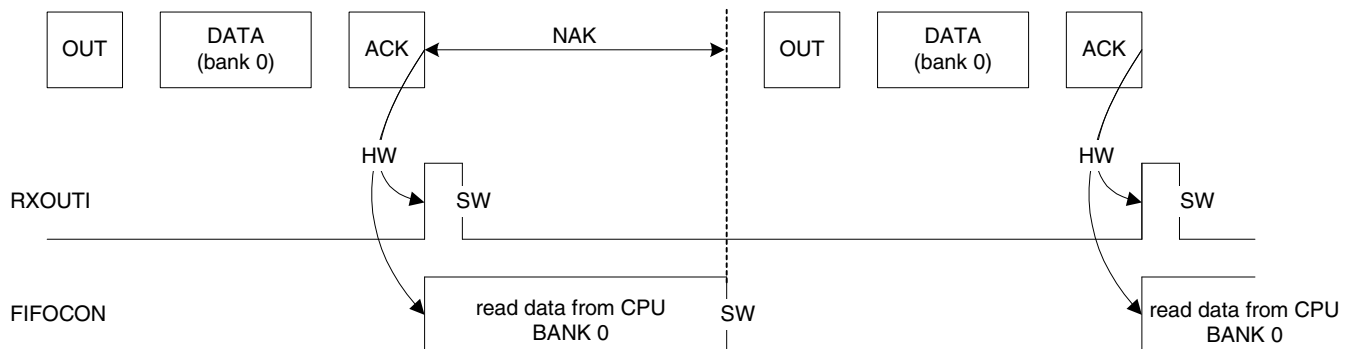 OUT
DATA
(bank 0)
ACK
NAK
OUT
DATA
(bank 0)
ACK
HW
HW
RXOUTI
SW
SW
FIFOCON
read data from CPU
BANK 0
SW
read data from CPU
BANK 0